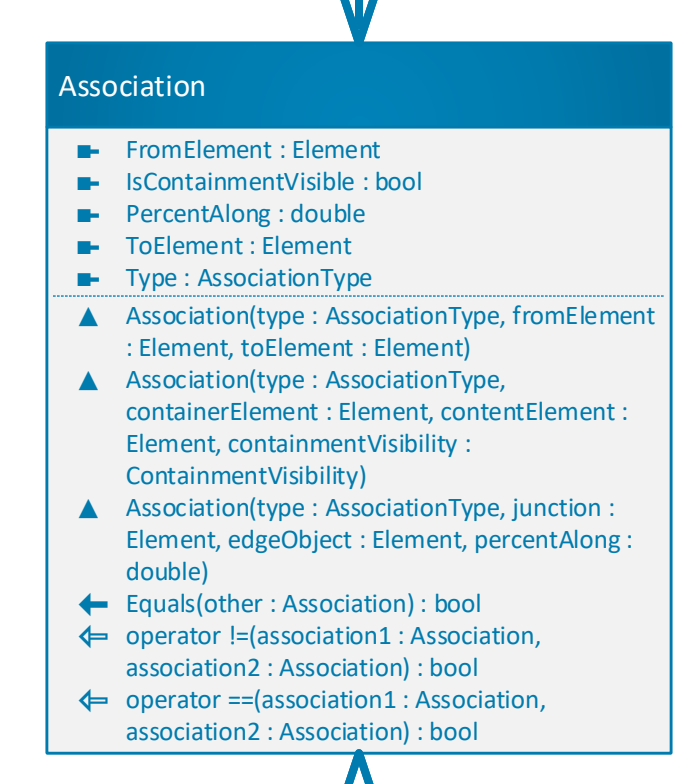 Association
FromElement : Element
IsContainmentVisible : bool
PercentAlong : double
ToElement : Element
Type : AssociationType
Association(type : AssociationType, fromElement
: Element, toElement : Element)
Association(type : AssociationType,
containerElement : Element, contentElement :
Element, containmentVisibility :
ContainmentVisibility)
Association(type : AssociationType, junction :
Element, edgeObject : Element, percentAlong :
double)
Equals(other : Association) : bool
operator !=(association1 : Association,
association2 : Association) : bool
operator ==(association1 : Association,
association2 : Association) : bool